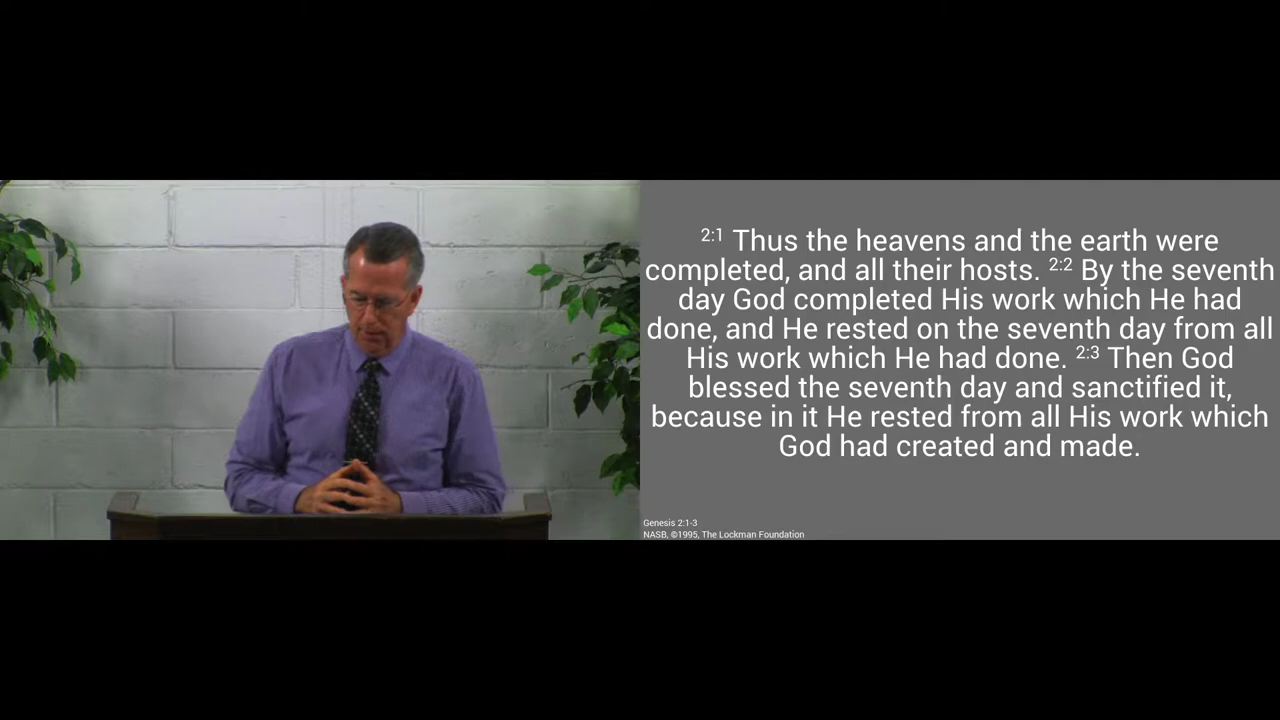 2:1 Thus the heavens and the earth were
completed, and all their hosts. 2:2 By the seventh
day God completed His work which He had
done, and He rested on the seventh day from all
His work which He had done. 2:3 Then God
blessed the seventh day and sanctified it,
because in it He rested from all His work which
God had created and made.
Genesis 2:1-3
NASB, ©1995, The Lockman Foundation